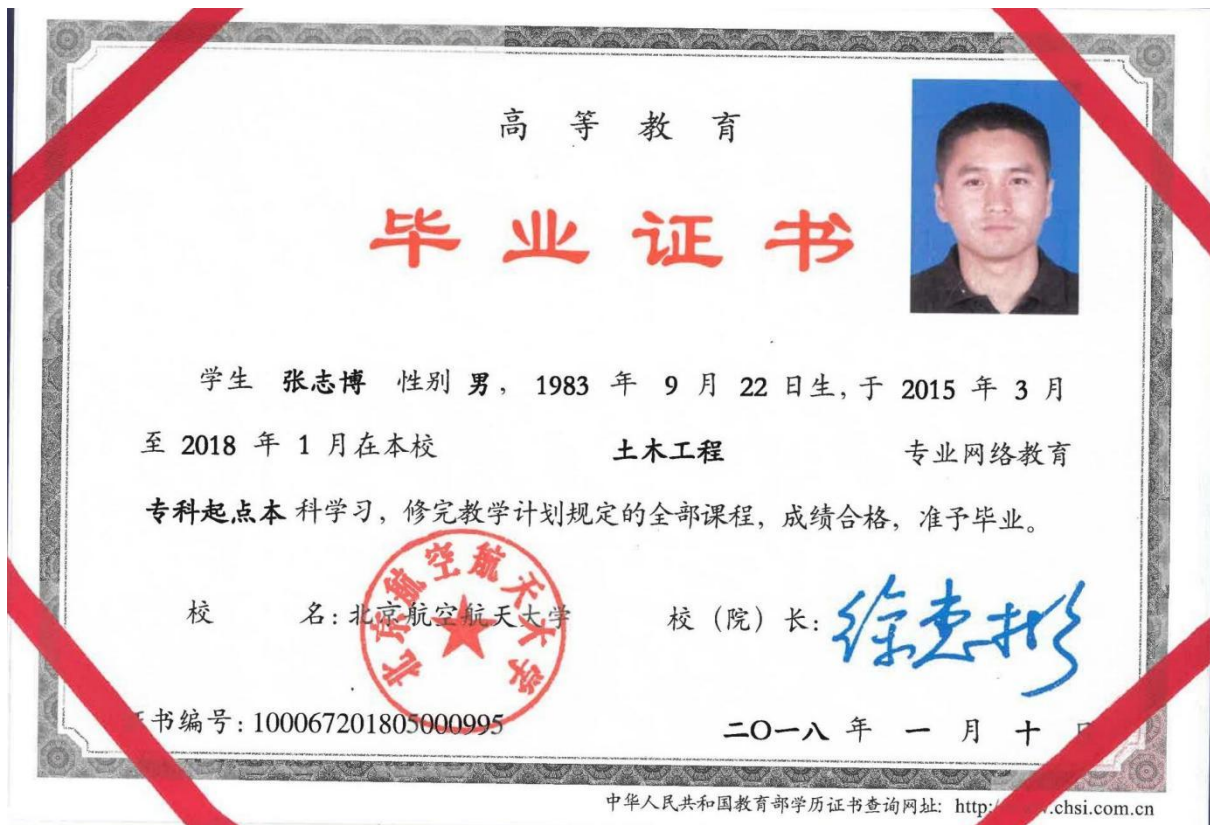 高等教育
毕业证书
学生 张志博 性别 男，1983 年 9 月 22 日生，于 2015 年 3 月
至 2018 年 1 月在本校 土木工程 专业网络教育
专科起点本 科学习，修完教学计划规定的全部课程，成绩合格，准予毕业。
北京航空航天大学
校 名：北京航空航天大学 校（院）长：徐惠彬
书编号：100067201805000995 二〇一八 年 一 月 十
中华人民共和国教育部学历证书查询网址： http:/ .chsi.com.cn